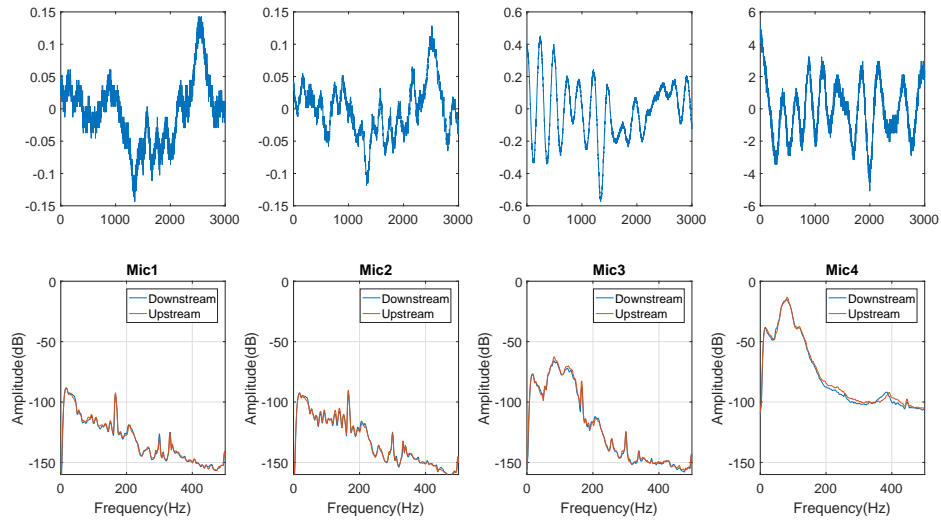 0.15
0.1
0.05
0
-0.05
-0.1
-0.15
0 1000 2000 3000
0.15
0.1
0.05
0
-0.05
-0.1
-0.15
0 1000 2000 3000
0.6
0.4
0.2
0
-0.2
-0.4
-0.6
0 1000 2000 3000
6
4
2
0
-2
-4
-6
0 1000 2000 3000
Mic1
Amplitude(dB)
0
-50
-100
-150
Downstream
Upstream
0 200 400
Frequency(Hz)
Mic2
Amplitude(dB)
0
-50
-100
-150
Downstream
Upstream
0 200 400
Frequency(Hz)
Mic3
Amplitude(dB)
0
-50
-100
-150
Downstream
Upstream
0 200 400
Frequency(Hz)
Mic4
Amplitude(dB)
0
-50
-100
-150
Downstream
Upstream
0 200 400
Frequency(Hz)